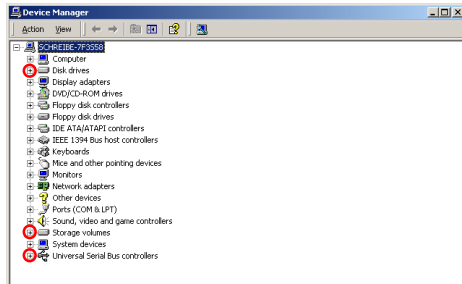 Device Manager
Action View
SCHREIBE-7F3S58
Computer
Disk drives
Display adapters
DVD/CD-ROM drives
Floppy disk controllers
Floppy disk drives
IDE ATA/ATAPI controllers
IEEE 1394 Bus host controllers
Keyboards
Mice and other pointing devices
Monitors
Network adapters
Other devices
Ports (COM & LPT)
Sound, video and game controllers
Storage volumes
System devices
Universal Serial Bus controllers